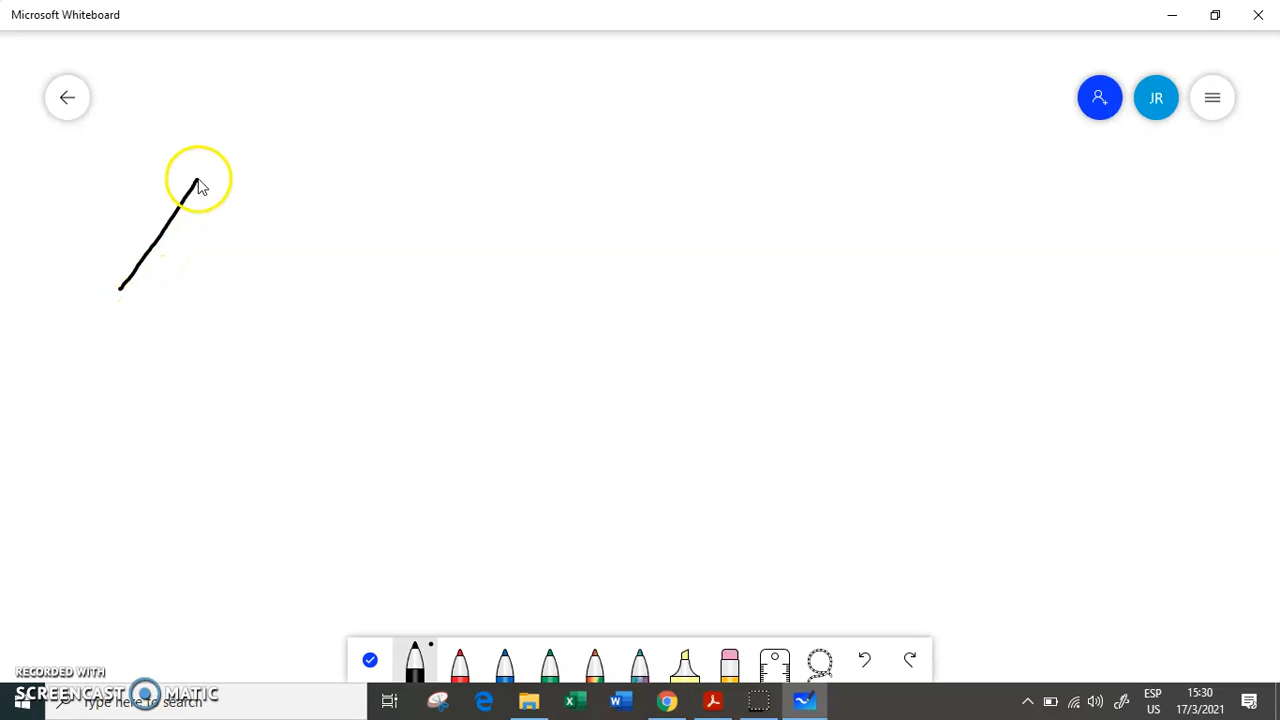 Microsoft Whiteboard
JR
RECORDED WITH
SCREENCAST MATIC
Type here to search
ESP
US
15:30
17/3/2021